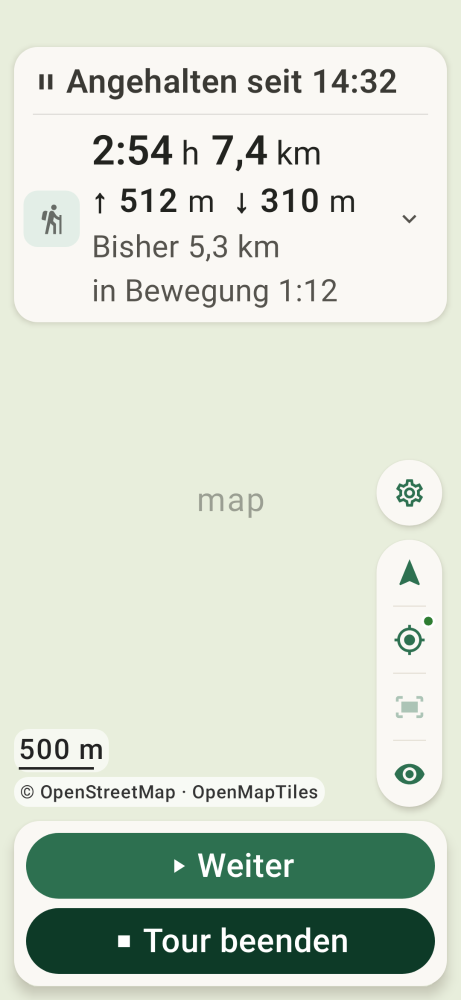 Angehalten seit 14:32
2:54 h 7,4 km
↑ 512 m ↓ 310 m
Bisher 5,3 km
in Bewegung 1:12
map
500 m
© OpenStreetMap · OpenMapTiles
Weiter
Tour beenden